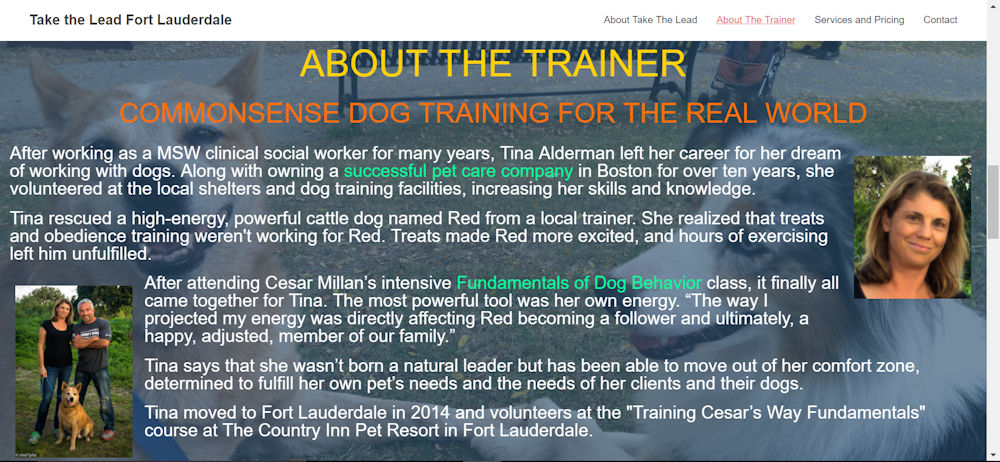 Take the Lead Fort Lauderdale
About Take The Lead
About The Trainer
Services and Pricing
Contact
ABOUT THE TRAINER
COMMONSENSE DOG TRAINING FOR THE REAL WORLD
After working as a MSW clinical social worker for many years, Tina Alderman left her career for her dream
of working with dogs. Along with owning a successful pet care company in Boston for over ten years, she
volunteered at the local shelters and dog training facilities, increasing her skills and knowledge.
Tina rescued a high-energy, powerful cattle dog named Red from a local trainer. She realized that treats
and obedience training weren't working for Red. Treats made Red more excited, and hours of exercising
left him unfulfilled.
After attending Cesar Millan’s intensive Fundamentals of Dog Behavior class, it finally all
came together for Tina. The most powerful tool was her own energy. “The way I
projected my energy was directly affecting Red becoming a follower and ultimately, a
happy, adjusted, member of our family.”
Tina says that she wasn’t born a natural leader but has been able to move out of her comfort zone,
determined to fulfill her own pet’s needs and the needs of her clients and their dogs.
Tina moved to Fort Lauderdale in 2014 and volunteers at the "Training Cesar’s Way Fundamentals"
course at The Country Inn Pet Resort in Fort Lauderdale.